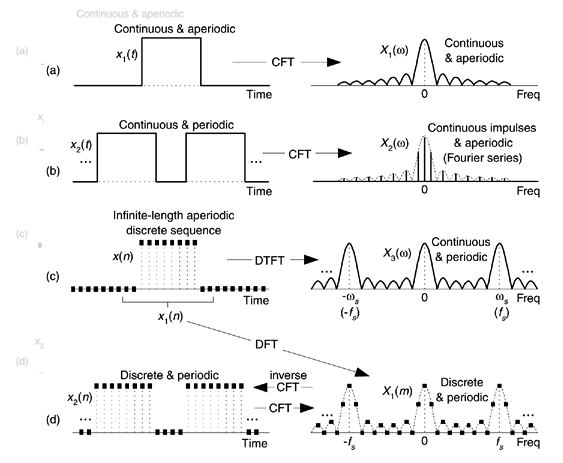 Continuous & aperiodic
Continuous & aperiodic
(a)
x₁(t)
CFT
X₁(ω)
Continuous
& aperiodic
(a)
Time
0
Freq
x
(b)
x₂(t)
Continuous & periodic
...
...
CFT
X₂(ω)
Continuous impulses
& aperiodic
(Fourier series)
(b)
Time
0
Freq
(c)
Infinite-length aperiodic
discrete sequence
x(n)
DTFT
X₃(ω)
Continuous
& periodic
...
...
(c)
Time
x₁(n)
-ωₛ
(-fₛ)
0
ωₛ
(fₛ)
Freq
DFT
x₂
(d)
Discrete & periodic
x₂(n)
inverse
CFT
CFT
X₁(m)
Discrete
& periodic
...
...
...
...
(d)
Time
-fₛ
0
fₛ
Freq